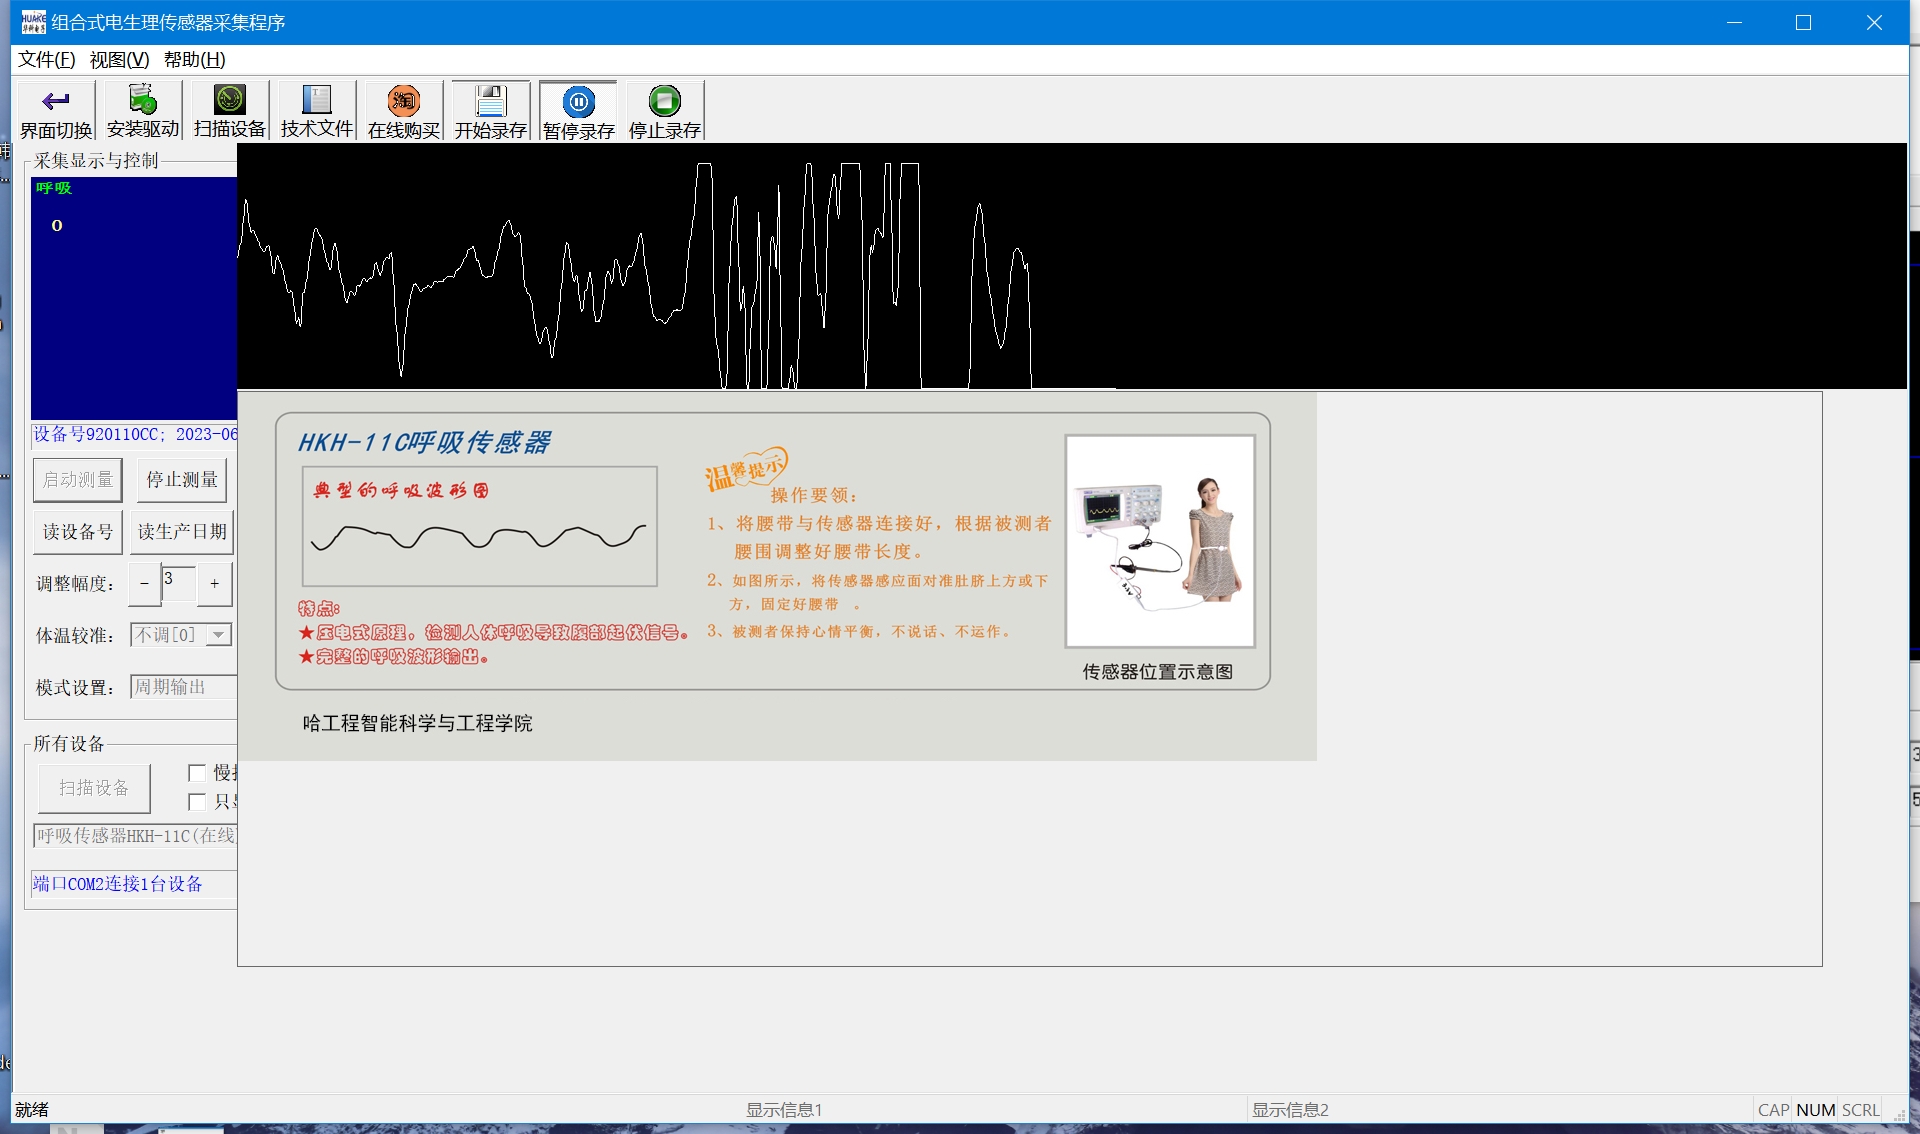 组合式电生理传感器采集程序
文件(F) 视图(V) 帮助(H)
界面切换 安装驱动 扫描设备 技术文件 在线购买 开始录存 暂停录存 停止录存
采集显示与控制
呼吸
0
设备号920110CC; 2023-06
启动测量 停止测量
读设备号 读生产日期
调整幅度: - 3 +
体温较准: 不调[0]
模式设置: 周期输出
所有设备
扫描设备
呼吸传感器HKH-11C(在线)
端口COM2连接1台设备
HKH-11C呼吸传感器
典型的呼吸波形图
特点:
★压电式原理，检测人体呼吸导致腹部起伏信号。
★完整的呼吸波形输出。
温馨提示
操作要领：
1、将腰带与传感器连接好，根据被测者
腰围调整好腰带长度。
2、如图所示，将传感器感应面对准肚脐上方或下
方，固定好腰带 。
3、被测者保持心情平衡，不说话、不运作。
传感器位置示意图
哈工程智能科学与工程学院
就绪 显示信息1 显示信息2 CAP NUM SCRL